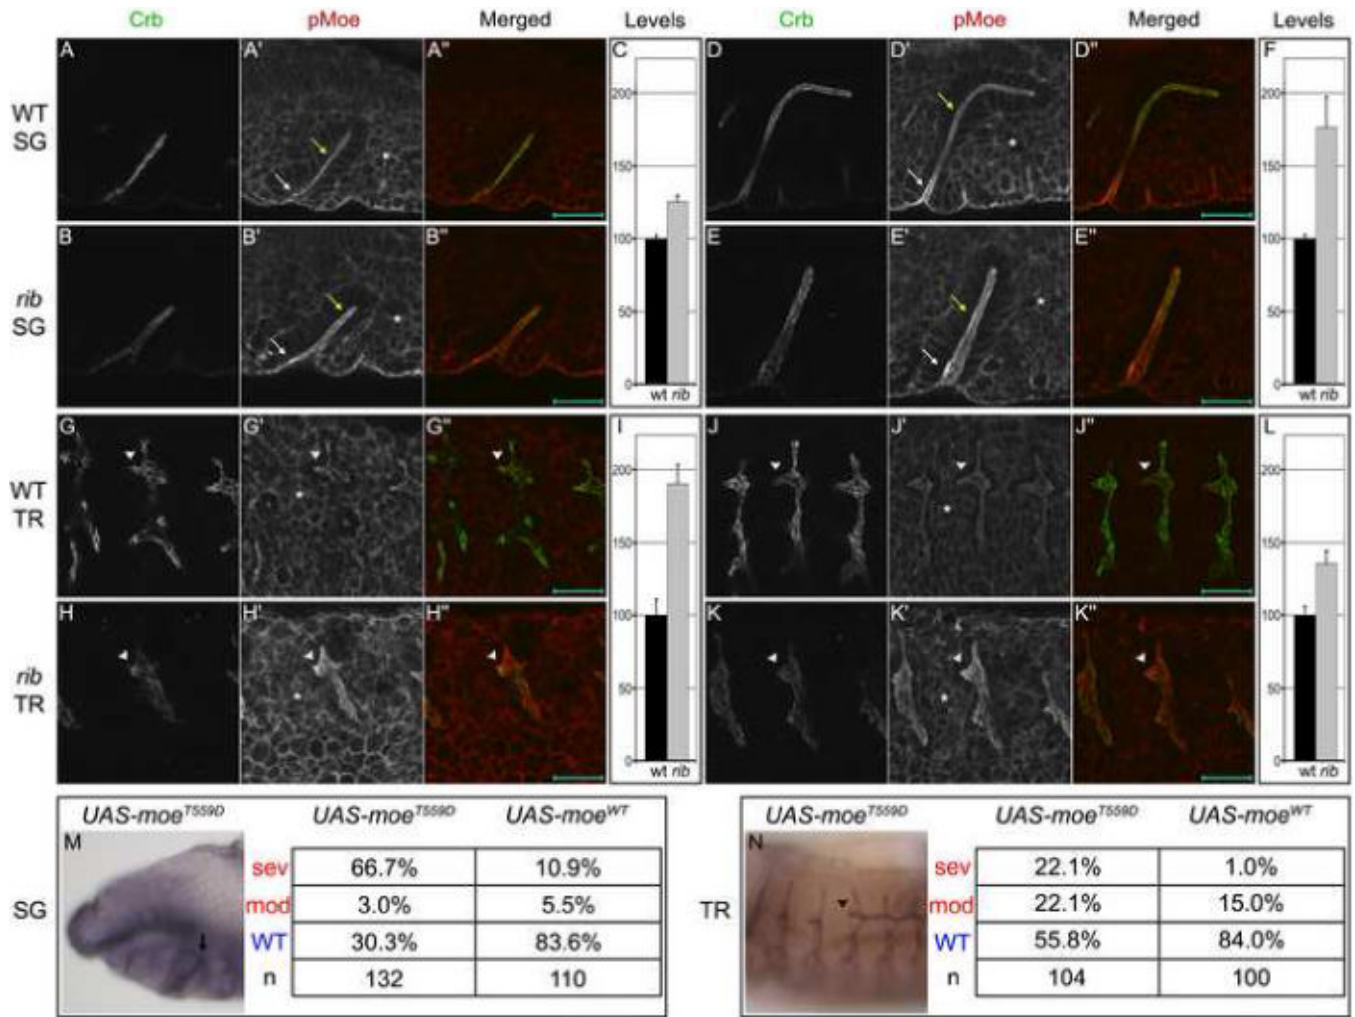 Crb pMoe Merged Levels Crb pMoe Merged Levels
A A' A" C D D' D" F
WT SG
200
150
100
B B' B" E E' E"
rib SG
50
0
wt rib
200
150
100
50
0
wt rib
G G' G" I J J' J" L
WT TR
200
150
100
H H' H" K K' K"
rib TR
50
0
wt rib
200
150
100
50
0
wt rib
UAS-moeT559D UAS-moeT559D UAS-moeWT
M
SG
sev 66.7% 10.9%
mod 3.0% 5.5%
WT 30.3% 83.6%
n 132 110
UAS-moeT559D UAS-moeT559D UAS-moeWT
N
TR
sev 22.1% 1.0%
mod 22.1% 15.0%
WT 55.8% 84.0%
n 104 100